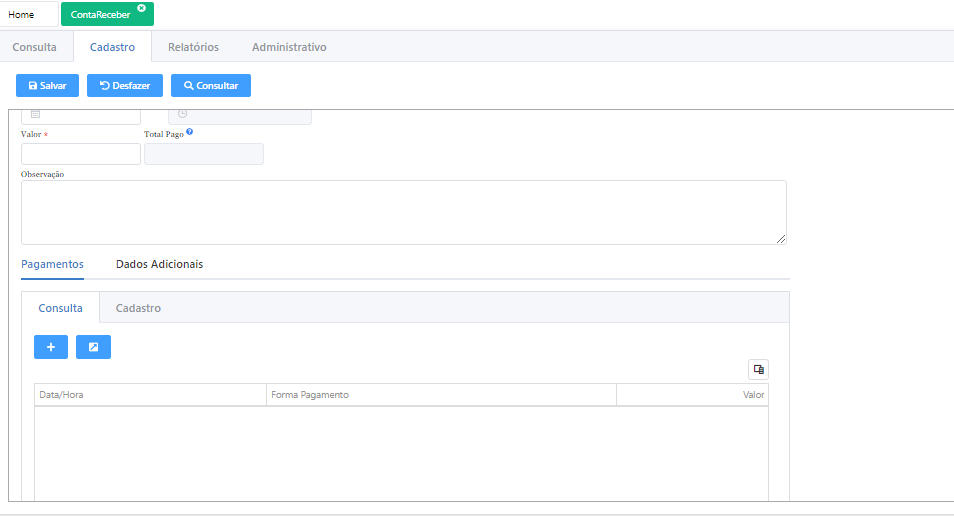 Home ContaReceber
Consulta Cadastro Relatórios Administrativo
Salvar Desfazer Consultar
Valor * Total Pago ?
Observação
Pagamentos Dados Adicionais
Consulta Cadastro
Data/Hora Forma Pagamento Valor